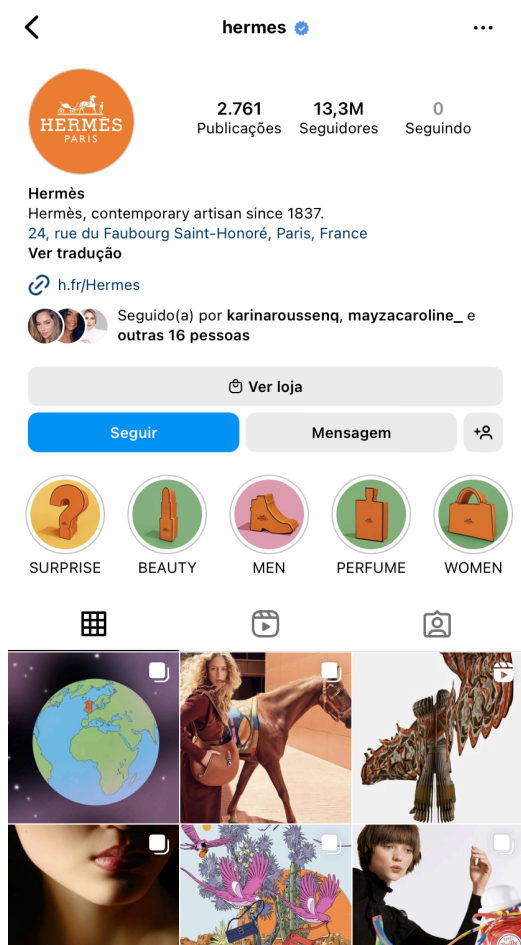 hermes
HERMÈS
PARIS
2.761 13,3M 0
Publicações Seguidores Seguindo
Hermès
Hermès, contemporary artisan since 1837.
24, rue du Faubourg Saint-Honoré, Paris, France
Ver tradução
h.fr/Hermes
Seguido(a) por karinaroussenq, mayzacaroline_ e
outras 16 pessoas
Ver loja
Seguir Mensagem
SURPRISE BEAUTY MEN PERFUME WOMEN